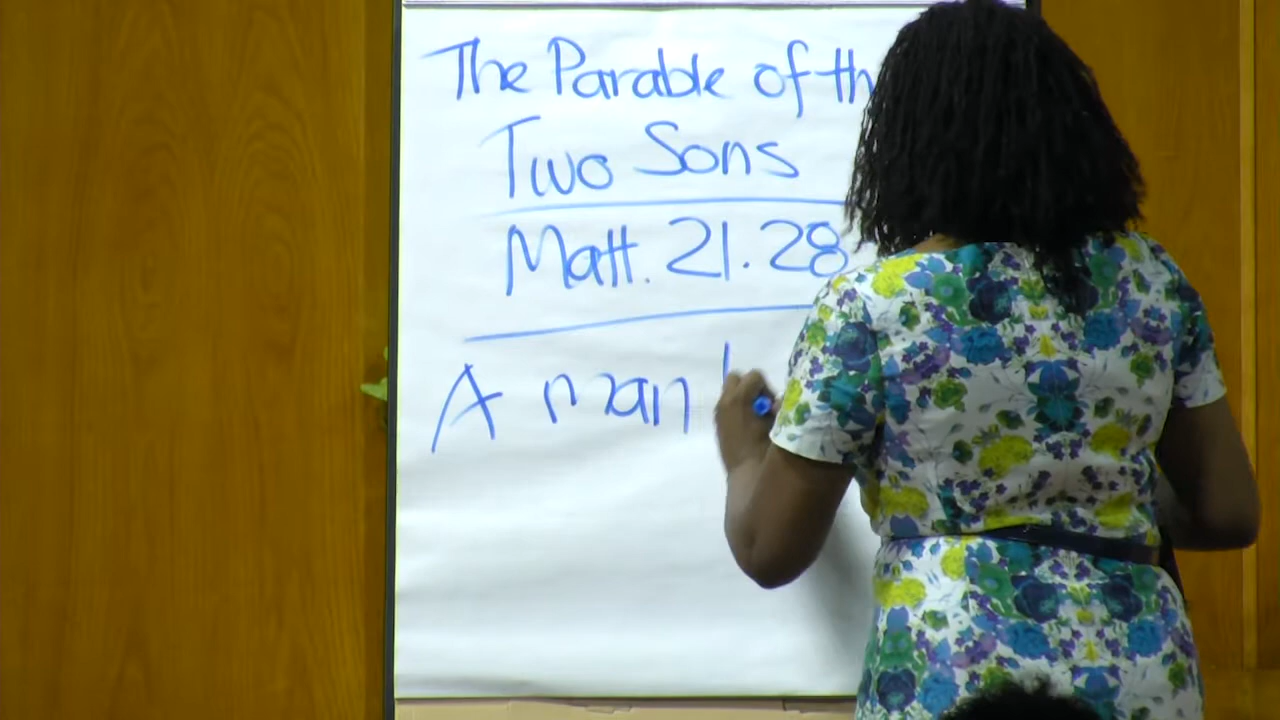 The Parable of th
Two Sons
Matt. 21.28
A man